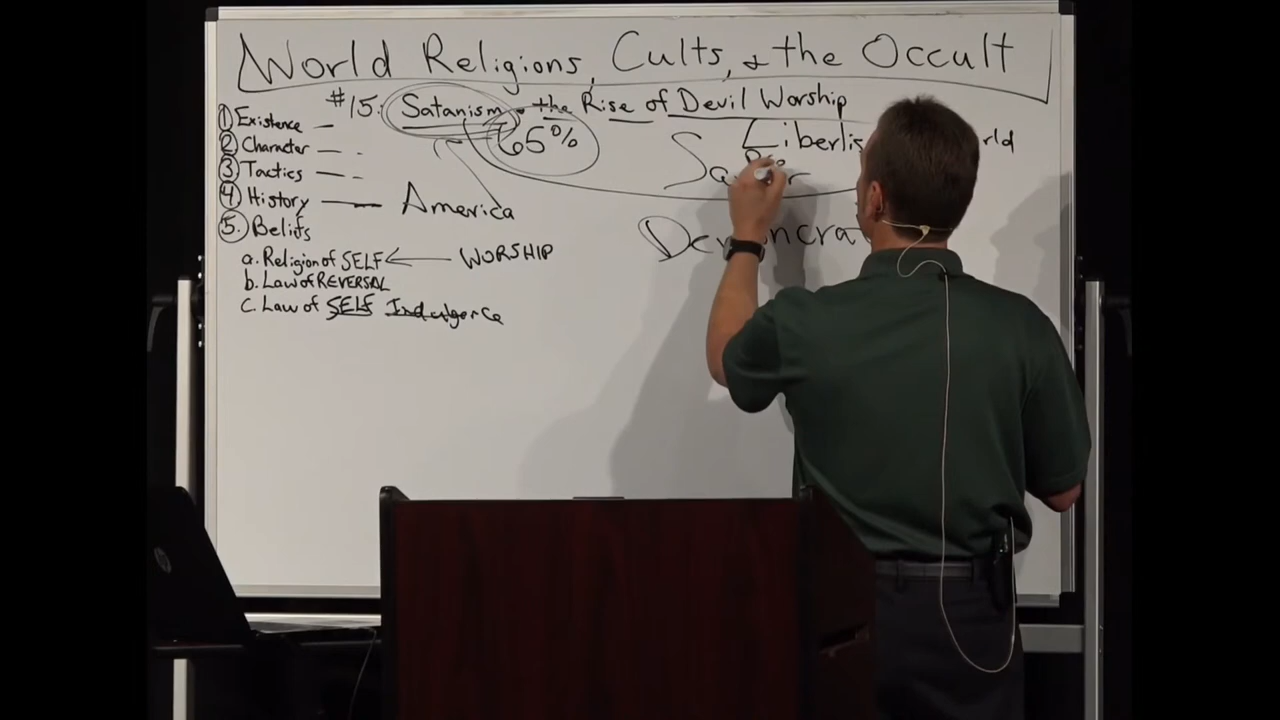 World Religions, Cults, & the Occult
#15: Satanism - the Rise of Devil Worship
65%
① Existence
② Character
③ Tactics
④ History
America
⑤. Beliefs
a. Religion of SELF ← WORSHIP
b. Law of REVERSAL
c. Law of SELF Indulgence